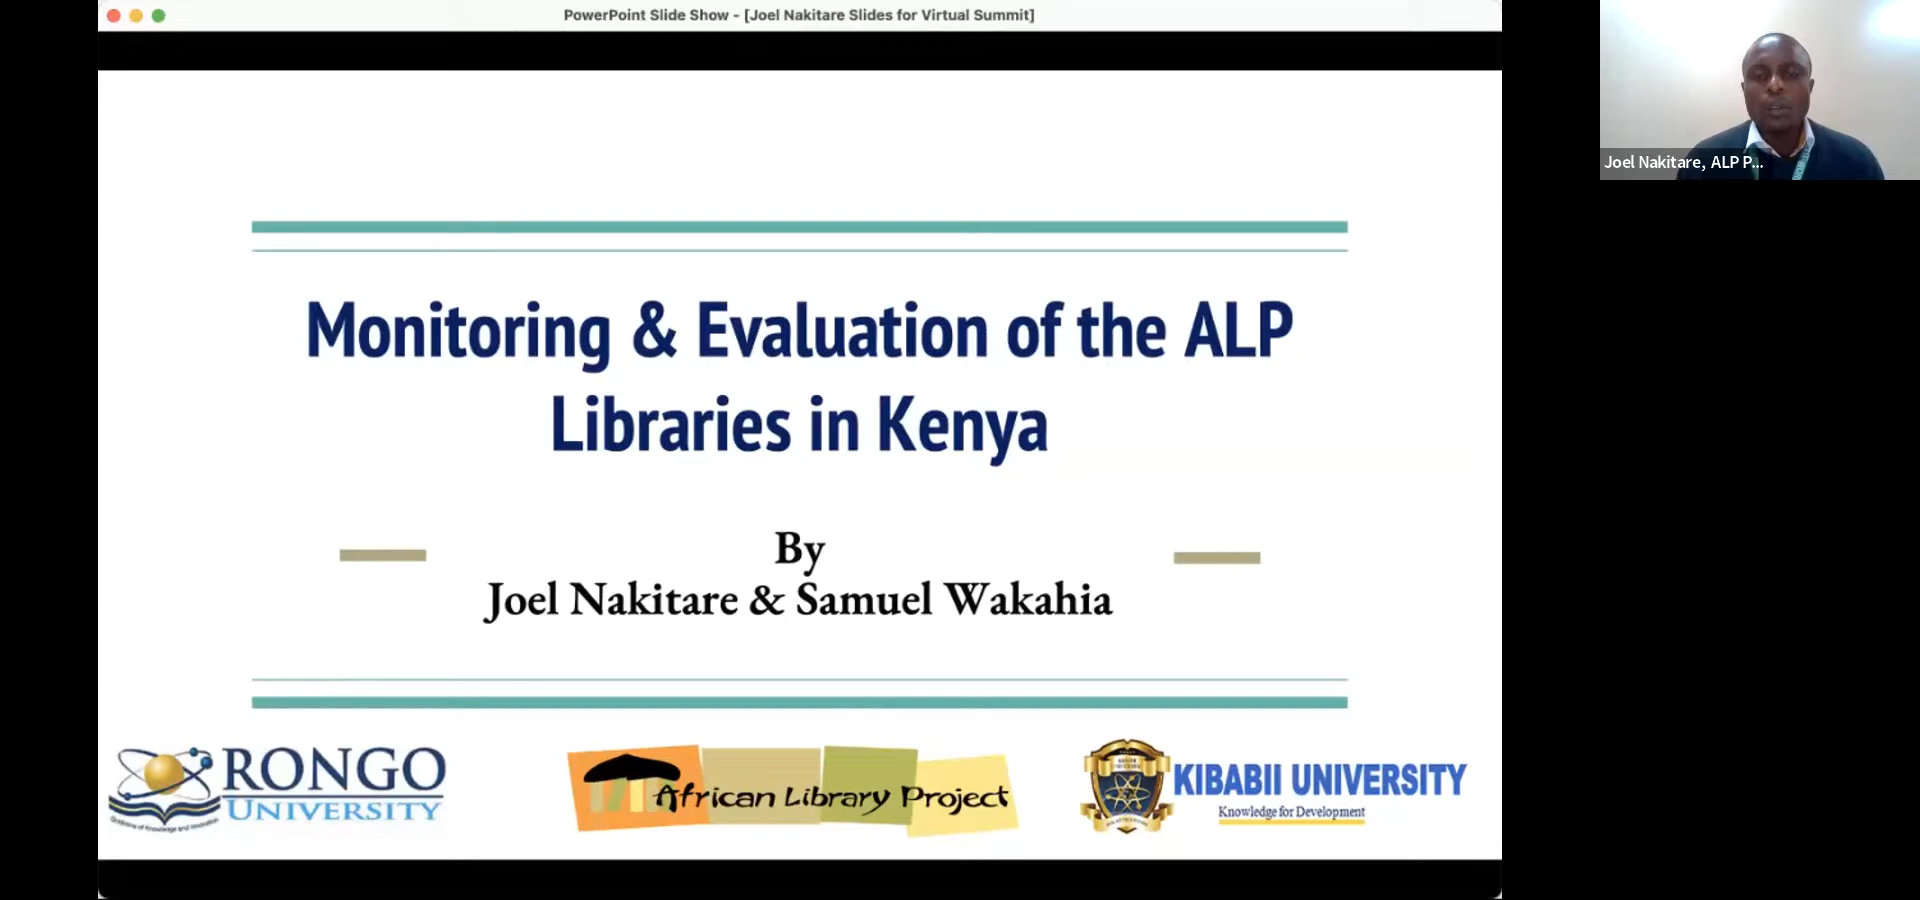 PowerPoint Slide Show - [Joel Nakitare Slides for Virtual Summit]
Joel Nakitare, ALP P...
Monitoring & Evaluation of the ALP
Libraries in Kenya
By
Joel Nakitare & Samuel Wakahia
RONGO
UNIVERSITY
African Library Project
KIBABII UNIVERSITY
Knowledge for Development